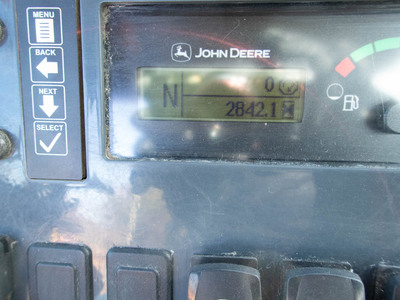 MENU
BACK
NEXT
SELECT
JOHN DEERE
N
0
2842.1